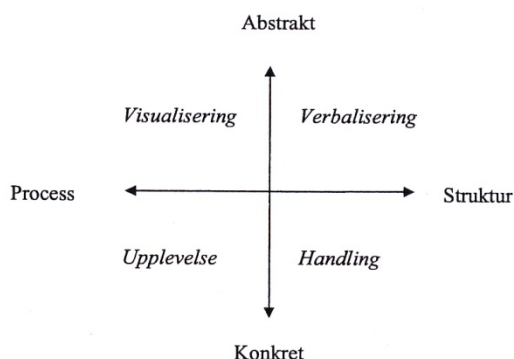 Abstrakt
Visualisering Verbalisering
Process Struktur
Upplevelse Handling
Konkret